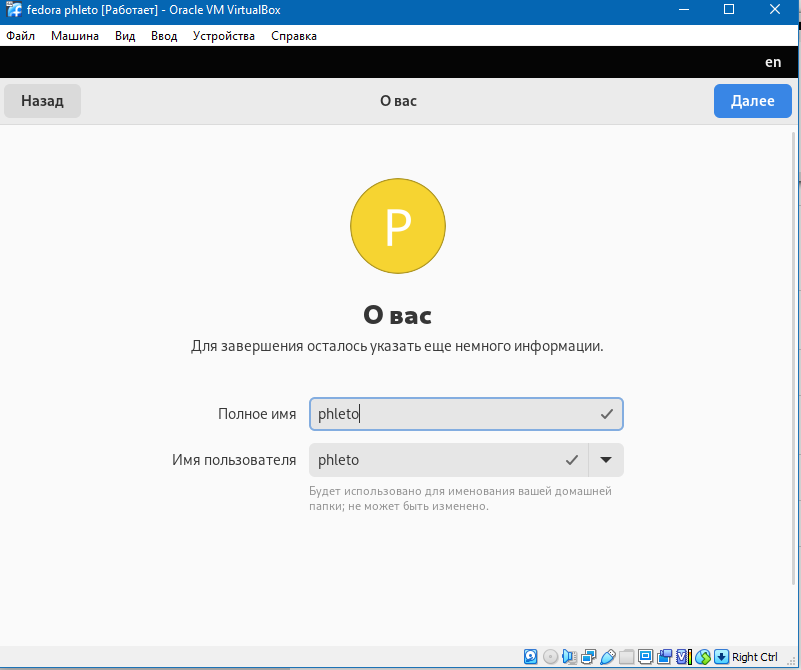 fedora phleto [Работает] - Oracle VM VirtualBox
Файл Машина Вид Ввод Устройства Справка
en
Назад О вас Далее
P
О вас
Для завершения осталось указать еще немного информации.
Полное имя phleto
Имя пользователя phleto
Будет использовано для именования вашей домашней
папки; не может быть изменено.
Right Ctrl